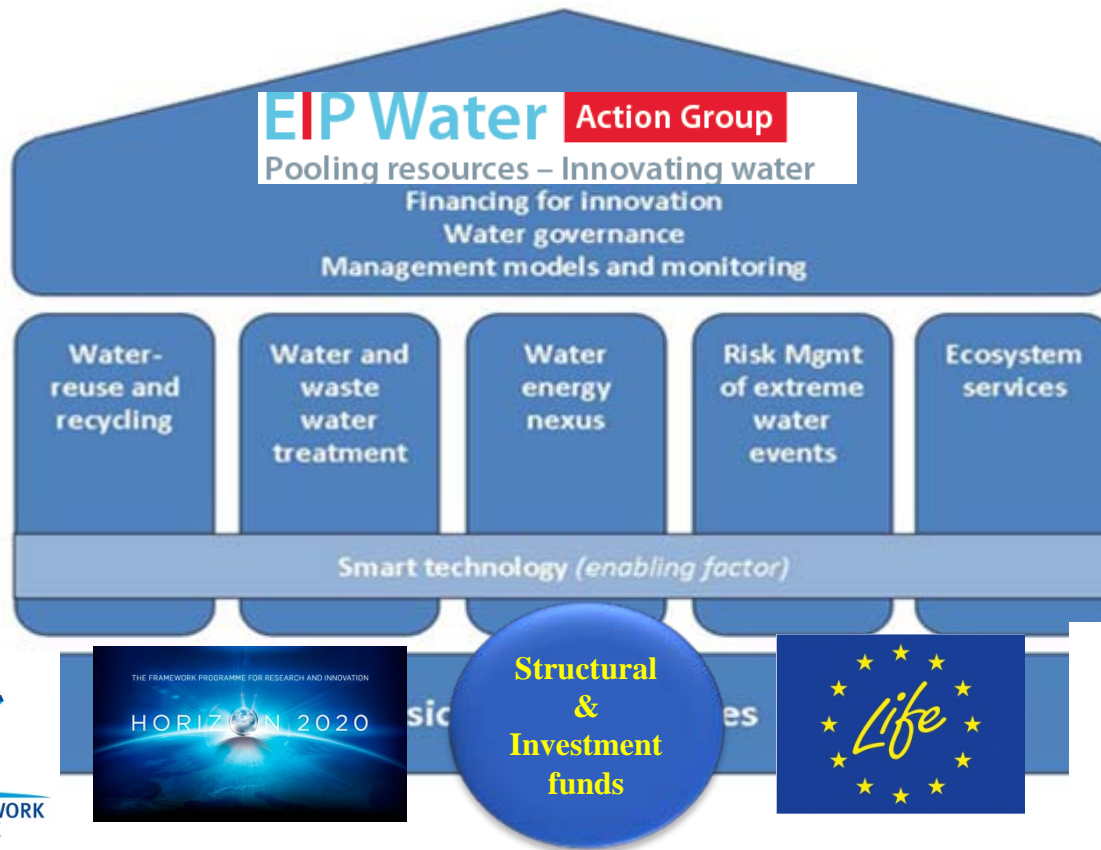 EIP Water Action Group
Pooling resources – Innovating water
Financing for innovation
Water governance
Management models and monitoring
Water-
reuse and
recycling
Water and
waste
water
treatment
Water
energy
nexus
Risk Mgmt
of extreme
water
events
Ecosystem
services
Smart technology (enabling factor)
THE FRAMEWORK PROGRAMME FOR RESEARCH AND INNOVATION
HORIZON 2020
Structural
&
Investment
funds
Life